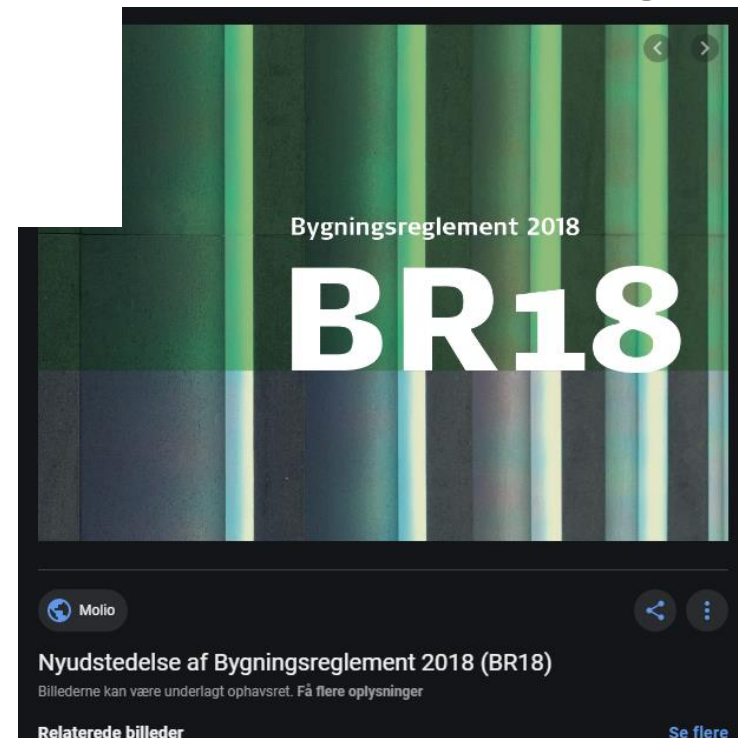 Bygningsreglement 2018
BR18
Molio
Nyudstedelse af Bygningsreglement 2018 (BR18)
Billederne kan være underlagt ophavsret. Få flere oplysninger
Relaterede billeder Se flere